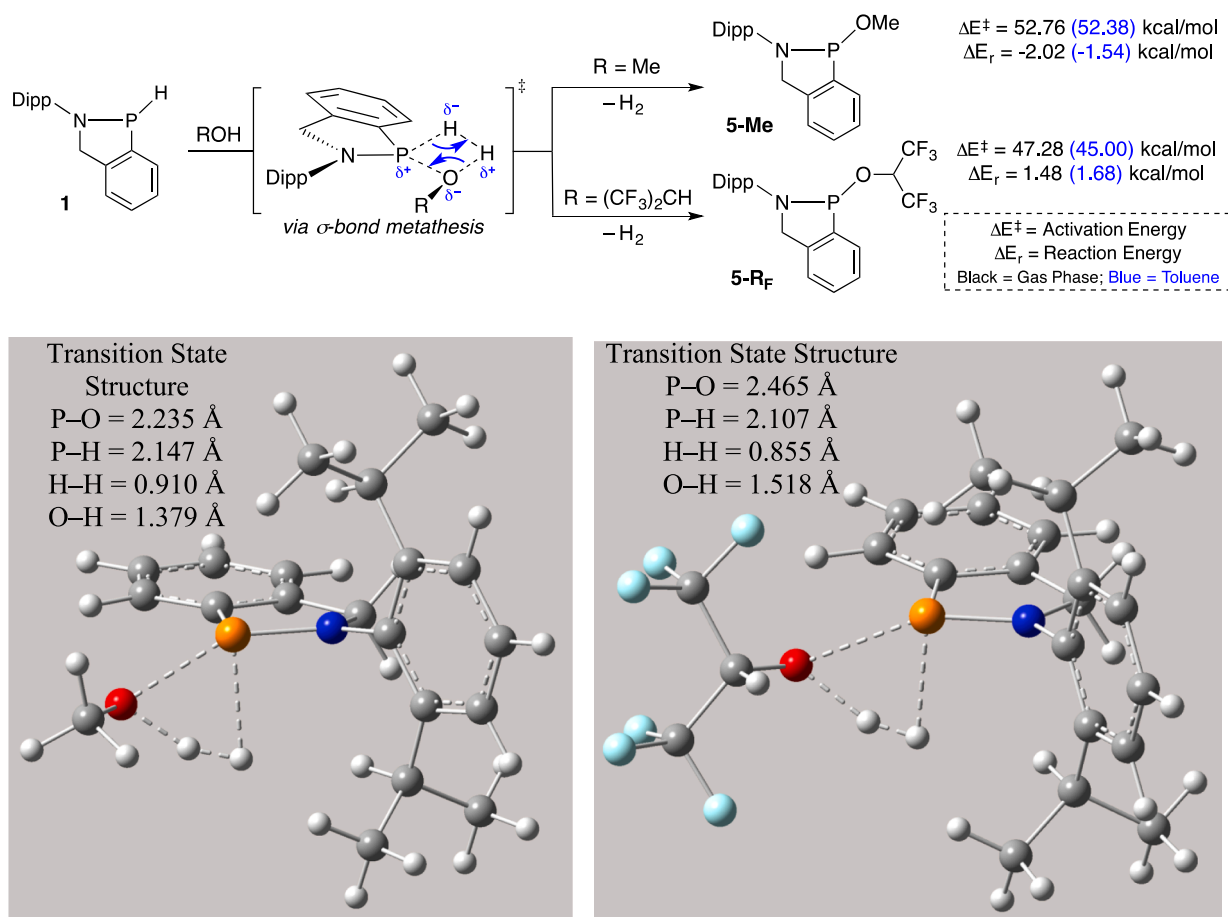 Dipp
N
P
H
1
ROH
‡
δ−
H
H
N
P
δ+
δ+
Dipp
O
δ−
R
via σ-bond metathesis
R = Me
−H2
R = (CF3)2CH
−H2
Dipp
N
P
OMe
5-Me
ΔE‡ = 52.76 (52.38) kcal/mol
ΔEr = -2.02 (-1.54) kcal/mol
Dipp
N
P
O
CF3
CF3
5-RF
ΔE‡ = 47.28 (45.00) kcal/mol
ΔEr = 1.48 (1.68) kcal/mol
ΔE‡ = Activation Energy
ΔEr = Reaction Energy
Black = Gas Phase; Blue = Toluene
Transition State
Structure
P–O = 2.235 Å
P–H = 2.147 Å
H–H = 0.910 Å
O–H = 1.379 Å
Transition State Structure
P–O = 2.465 Å
P–H = 2.107 Å
H–H = 0.855 Å
O–H = 1.518 Å